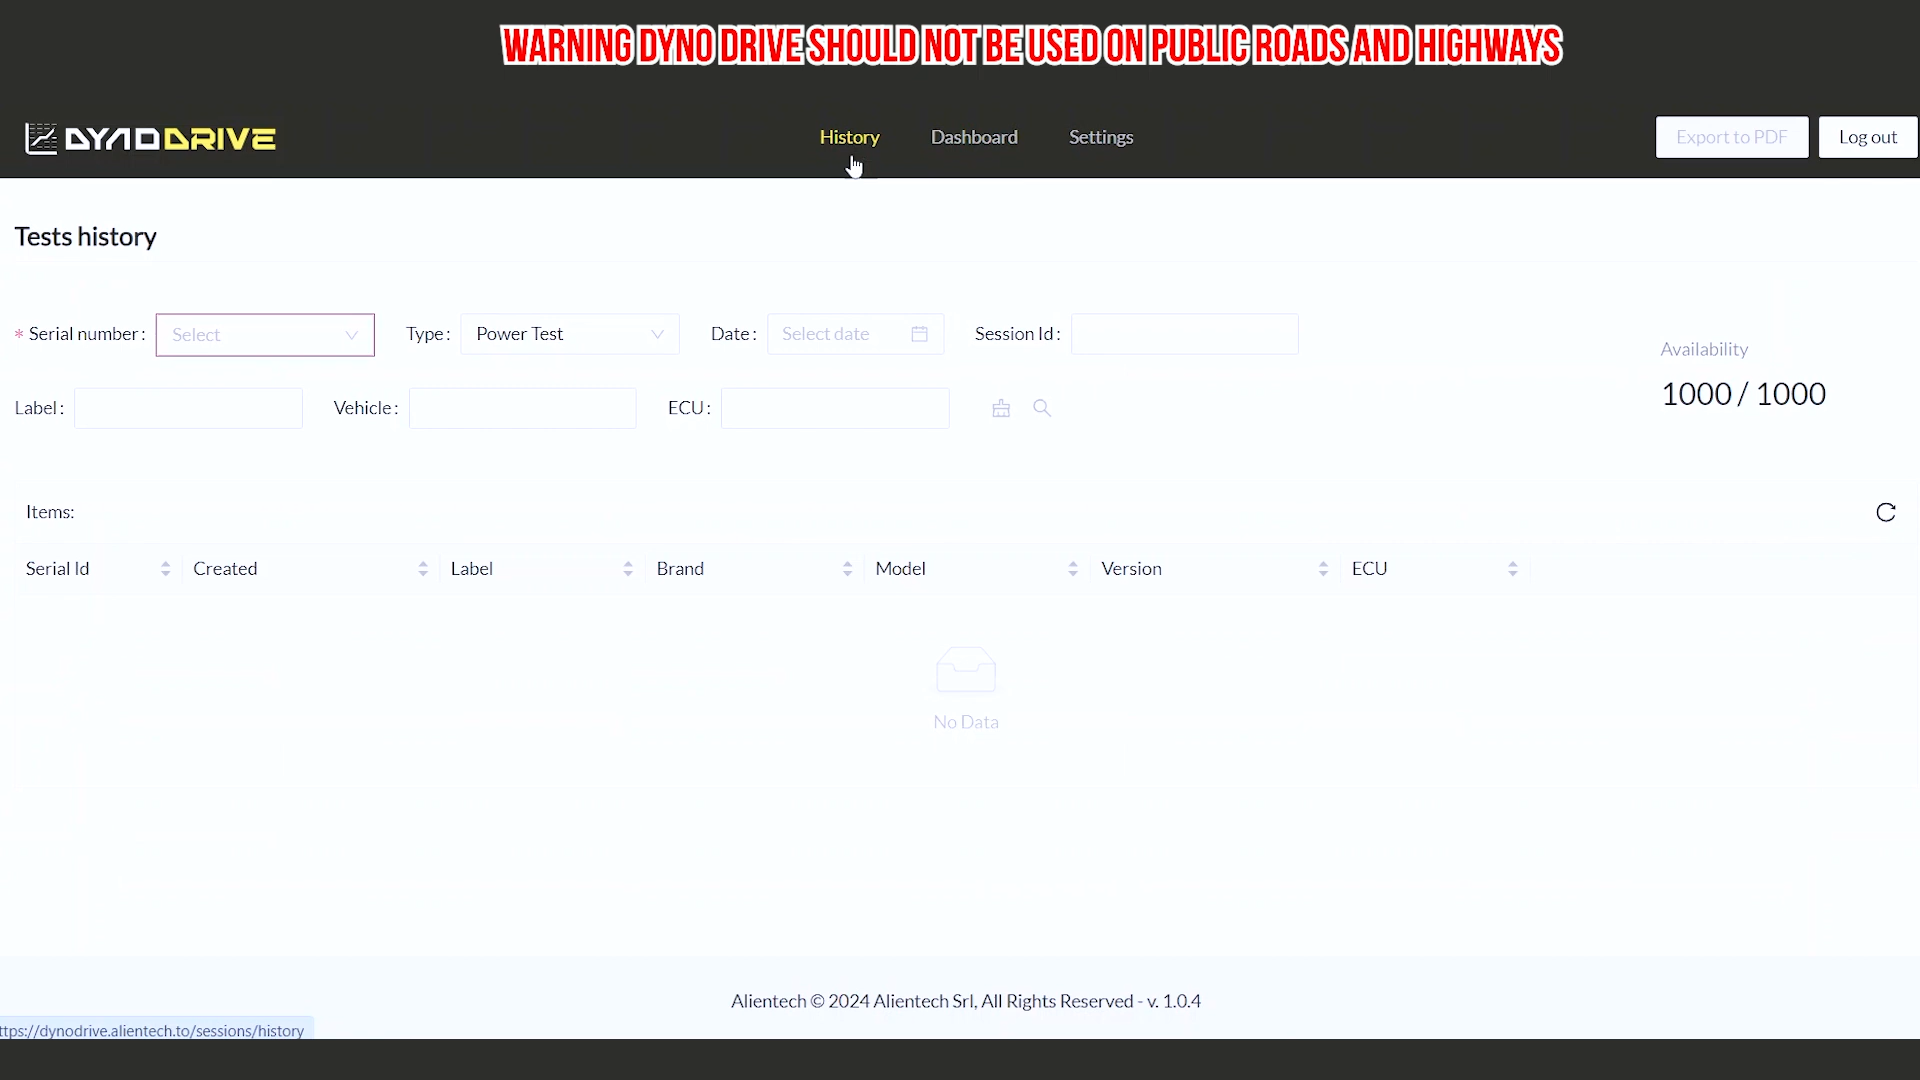 WARNING DYNO DRIVE SHOULD NOT BE USED ON PUBLIC ROADS AND HIGHWAYS
DYNODRIVE History Dashboard Settings Export to PDF Log out
Tests history
* Serial number: Select Type: Power Test Date: Select date Session Id:
Availability
1000 / 1000
Label: Vehicle: ECU:
Items:
Serial Id Created Label Brand Model Version ECU
No Data
Alientech © 2024 Alientech Srl, All Rights Reserved - v. 1.0.4
ttps://dynodrive.alientech.to/sessions/history